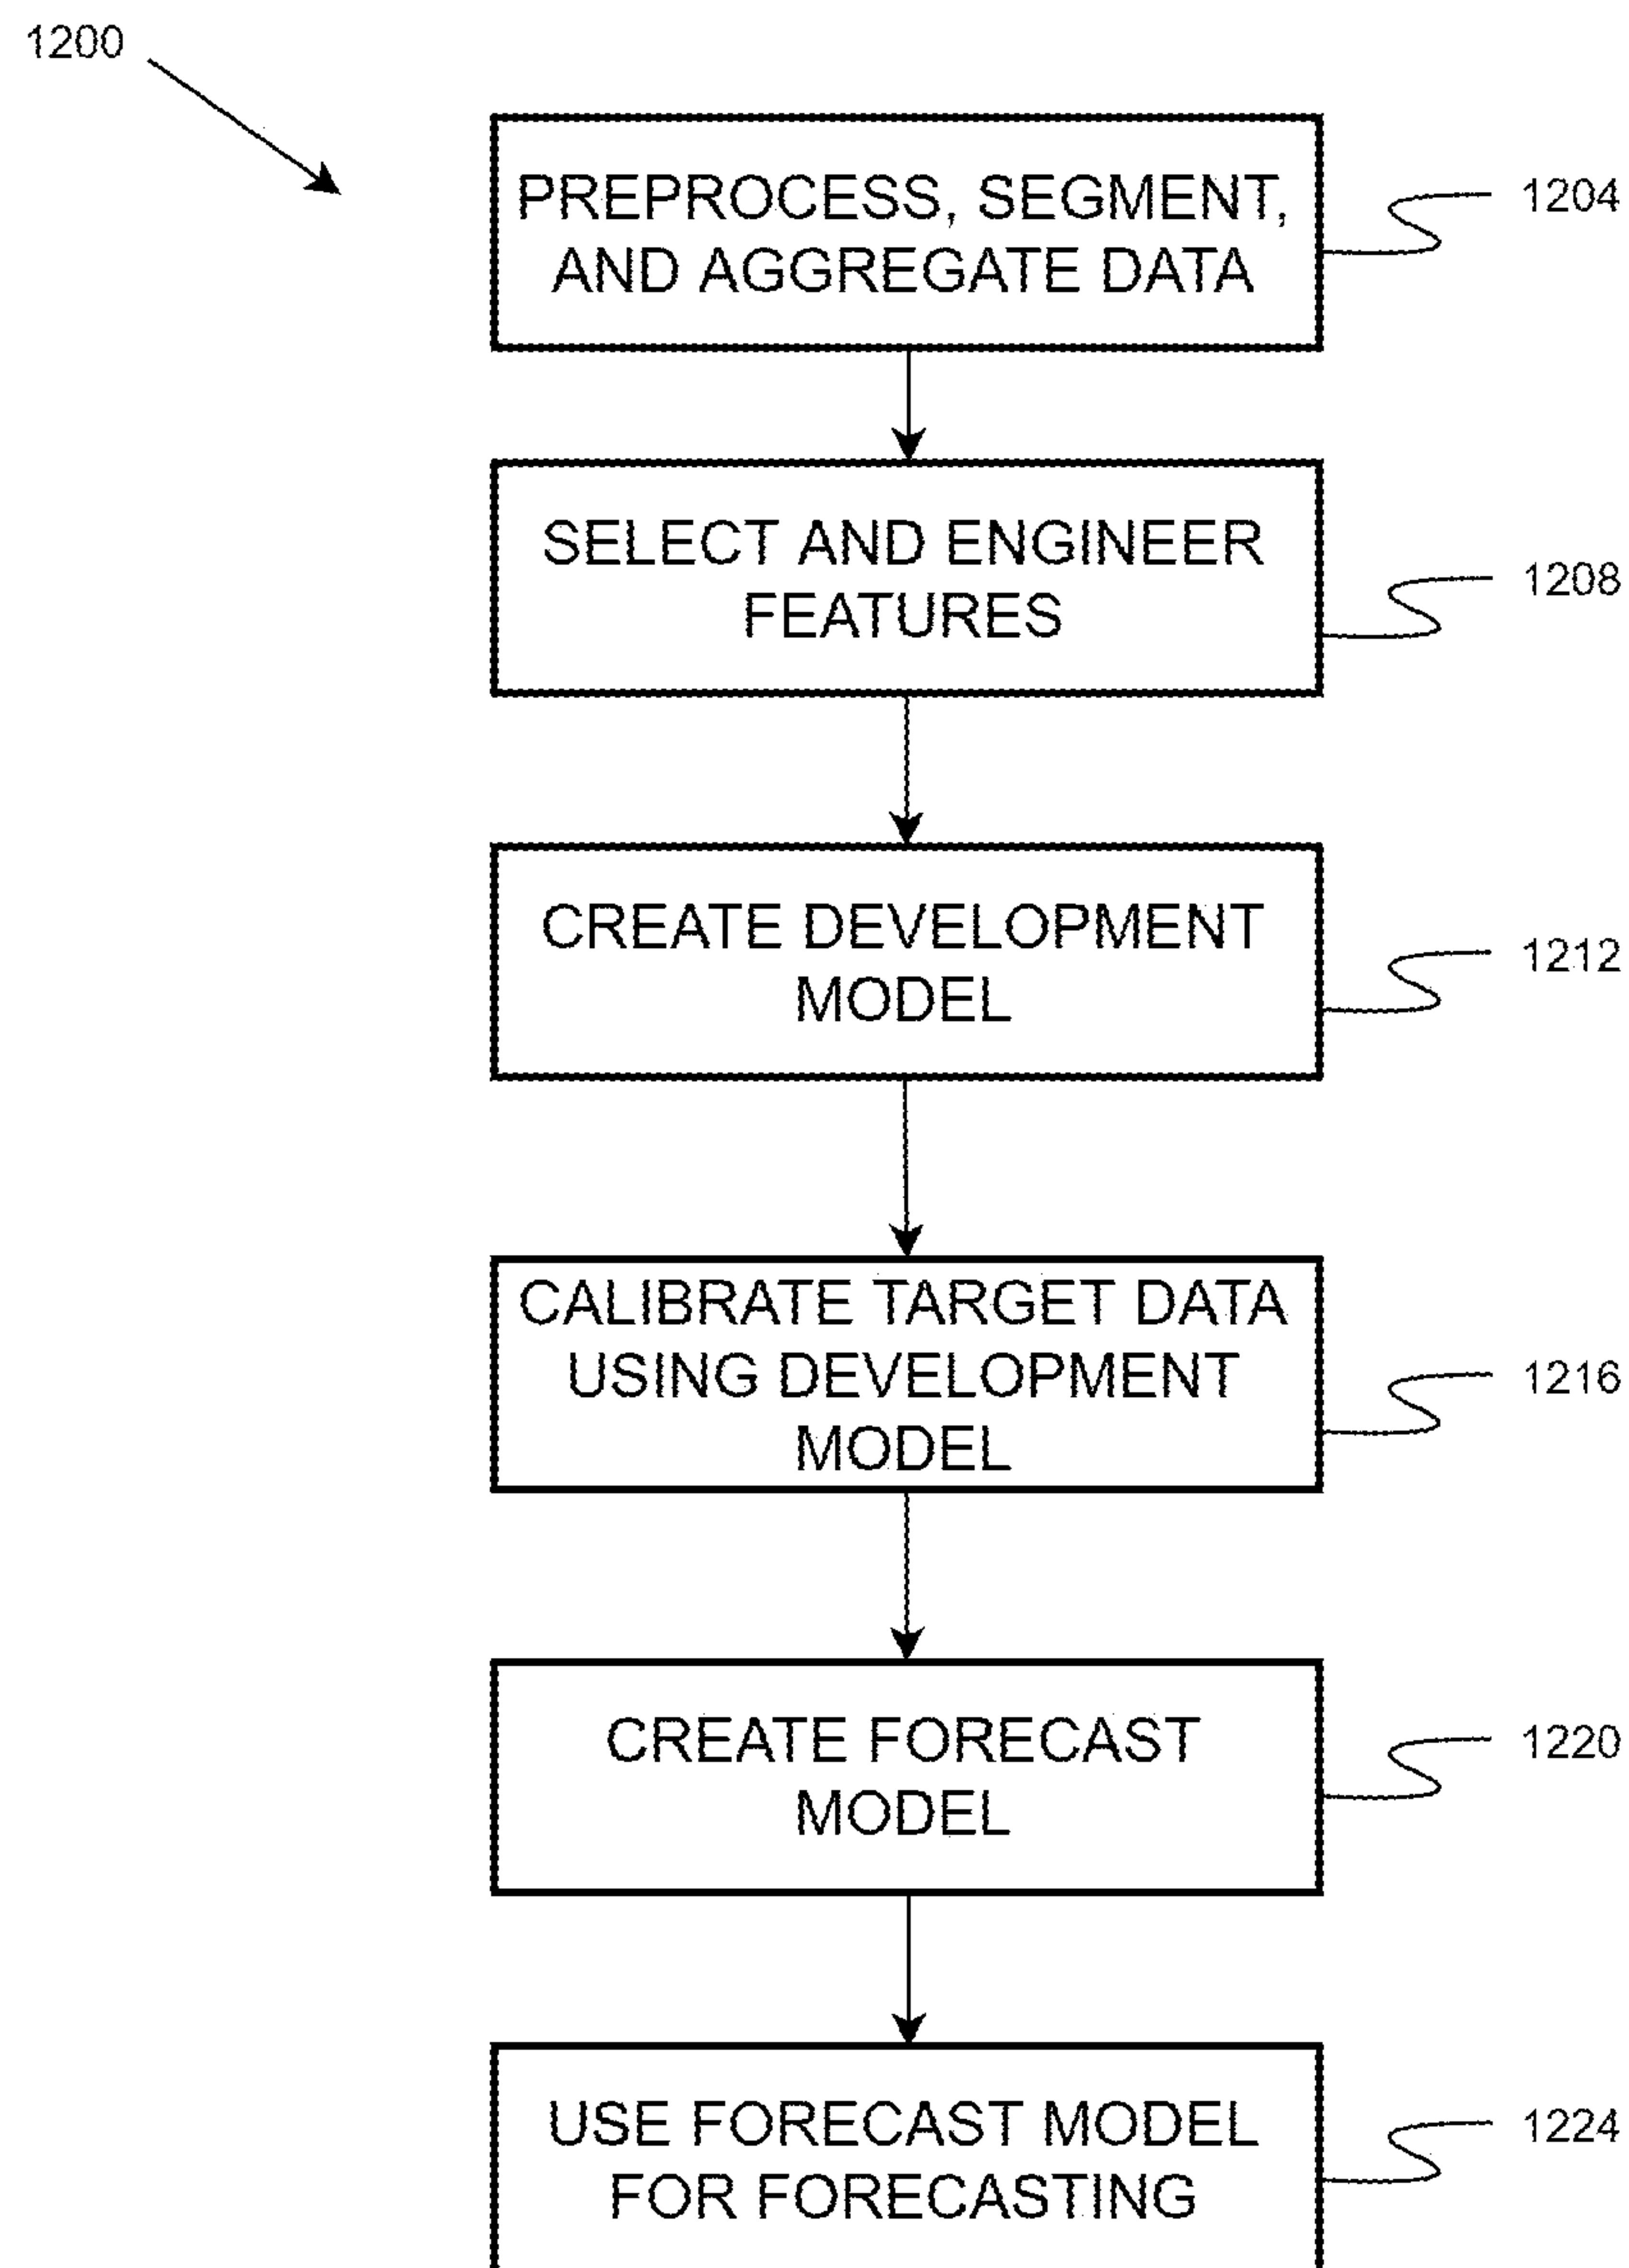 1200
PREPROCESS, SEGMENT,
AND AGGREGATE DATA
1204
SELECT AND ENGINEER
FEATURES
1208
CREATE DEVELOPMENT
MODEL
1212
CALIBRATE TARGET DATA
USING DEVELOPMENT
MODEL
1216
CREATE FORECAST
MODEL
1220
USE FORECAST MODEL
FOR FORECASTING
1224